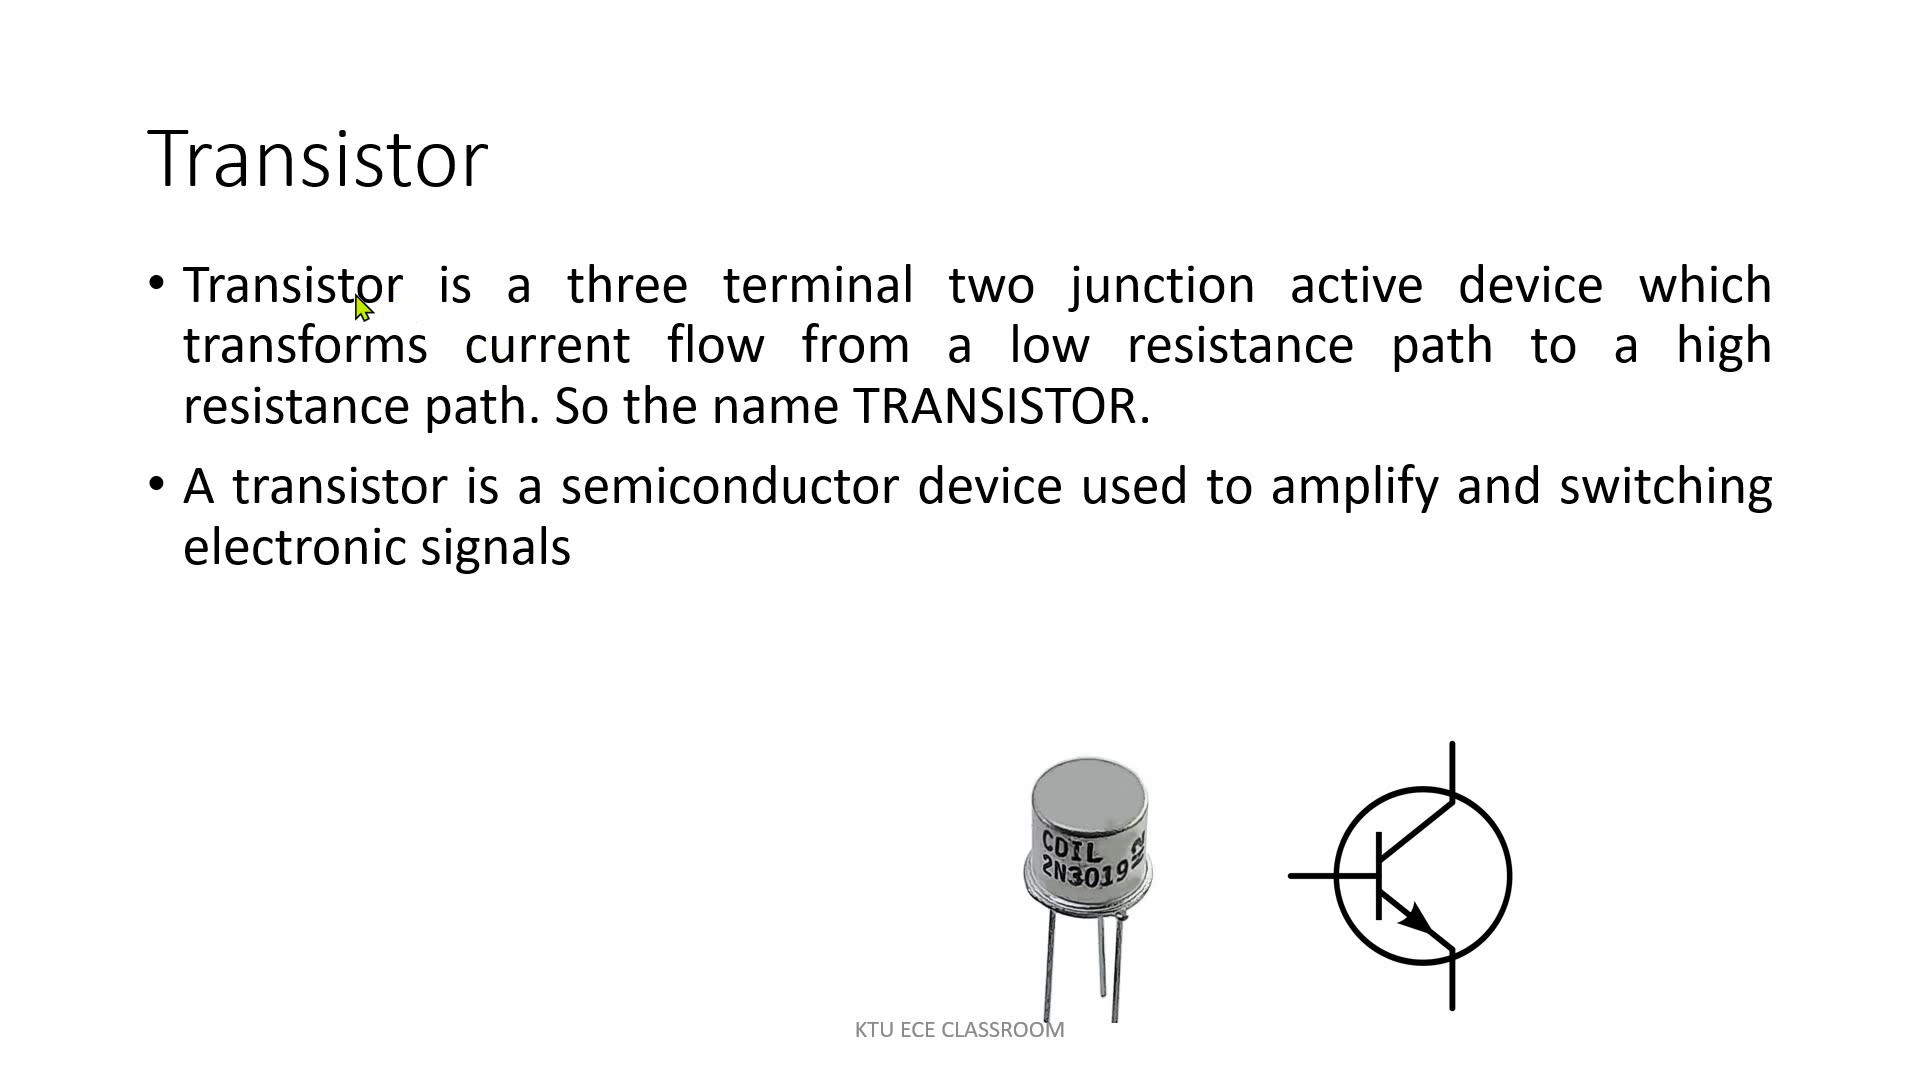 Transistor
• Transistor is a three terminal two junction active device which
transforms current flow from a low resistance path to a high
resistance path. So the name TRANSISTOR.
• A transistor is a semiconductor device used to amplify and switching
electronic signals
CDIL
2N3019
KTU ECE CLASSROOM